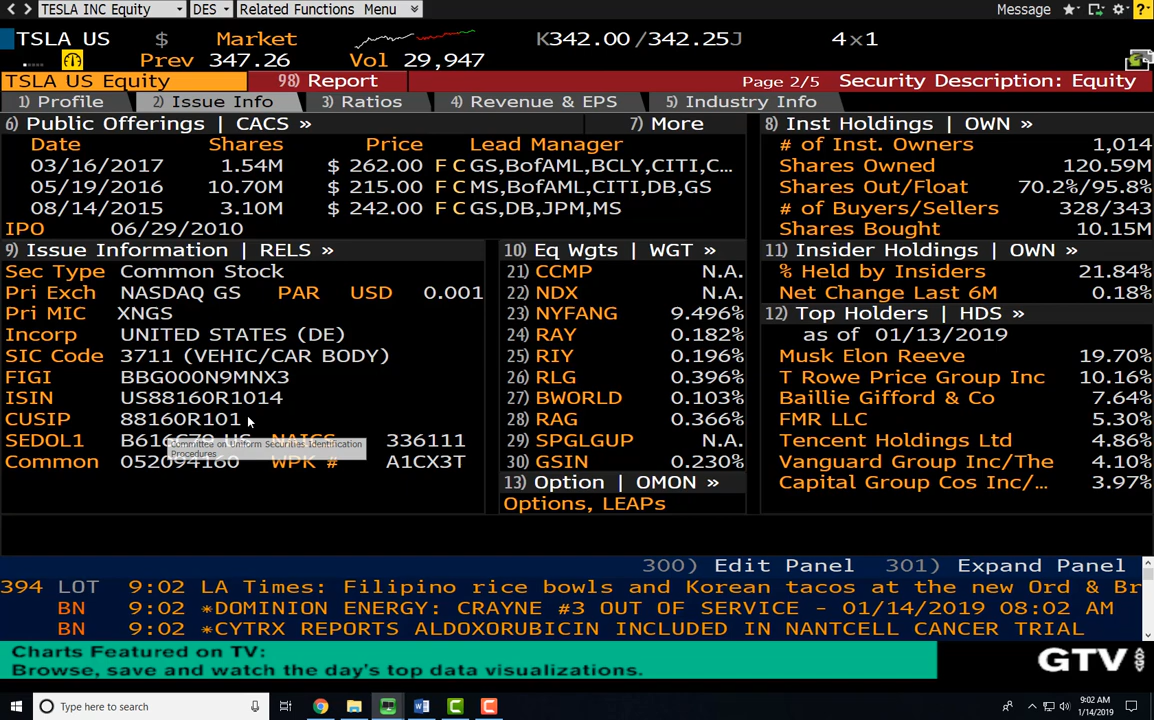 TESLA INC Equity DES Related Functions Menu Message
TSLA US $ Market K342.00/342.25J 4×1
Prev 347.26 Vol 29,947
TSLA US Equity 98) Report Page 2/5 Security Description: Equity
1) Profile 2) Issue Info 3) Ratios 4) Revenue & EPS 5) Industry Info
6) Public Offerings | CACS » 7) More
Date Shares Price Lead Manager
03/16/2017 1.54M $ 262.00 F C GS,BofAML,BCLY,CITI,C...
05/19/2016 10.70M $ 215.00 F C MS,BofAML,CITI,DB,GS
08/14/2015 3.10M $ 242.00 F C GS,DB,JPM,MS
IPO 06/29/2010
8) Inst Holdings | OWN »
# of Inst. Owners 1,014
Shares Owned 120.59M
Shares Out/Float 70.2%/95.8%
# of Buyers/Sellers 328/343
Shares Bought 10.15M
9) Issue Information | RELS »
Sec Type Common Stock
Pri Exch NASDAQ GS PAR USD 0.001
Pri MIC XNGS
Incorp UNITED STATES (DE)
SIC Code 3711 (VEHIC/CAR BODY)
FIGI BBG000N9MNX3
ISIN US88160R1014
CUSIP 88160R101
Committee on Uniform Securities Identification
Procedures
SEDOL1 336111
Common 052094160 WPK # A1CX3T
10) Eq Wgts | WGT »
21) CCMP N.A.
22) NDX N.A.
23) NYFANG 9.496%
24) RAY 0.182%
25) RIY 0.196%
26) RLG 0.396%
27) BWORLD 0.103%
28) RAG 0.366%
29) SPGLGUP N.A.
30) GSIN 0.230%
13) Option | OMON »
Options, LEAPs
11) Insider Holdings | OWN »
% Held by Insiders 21.84%
Net Change Last 6M 0.18%
12) Top Holders | HDS »
as of 01/13/2019
Musk Elon Reeve 19.70%
T Rowe Price Group Inc 10.16%
Baillie Gifford & Co 7.64%
FMR LLC 5.30%
Tencent Holdings Ltd 4.86%
Vanguard Group Inc/The 4.10%
Capital Group Cos Inc/... 3.97%
300) Edit Panel 301) Expand Panel
394 LOT 9:02 LA Times: Filipino rice bowls and Korean tacos at the new Ord & Br
BN 9:02 *DOMINION ENERGY: CRAYNE #3 OUT OF SERVICE - 01/14/2019 08:02 AM
BN 9:02 *CYTRX REPORTS ALDOXORUBICIN INCLUDED IN NANTCELL CANCER TRIAL
Charts Featured on TV:
Browse, save and watch the day's top data visualizations.
GTV
Type here to search
9:02 AM
1/14/2019